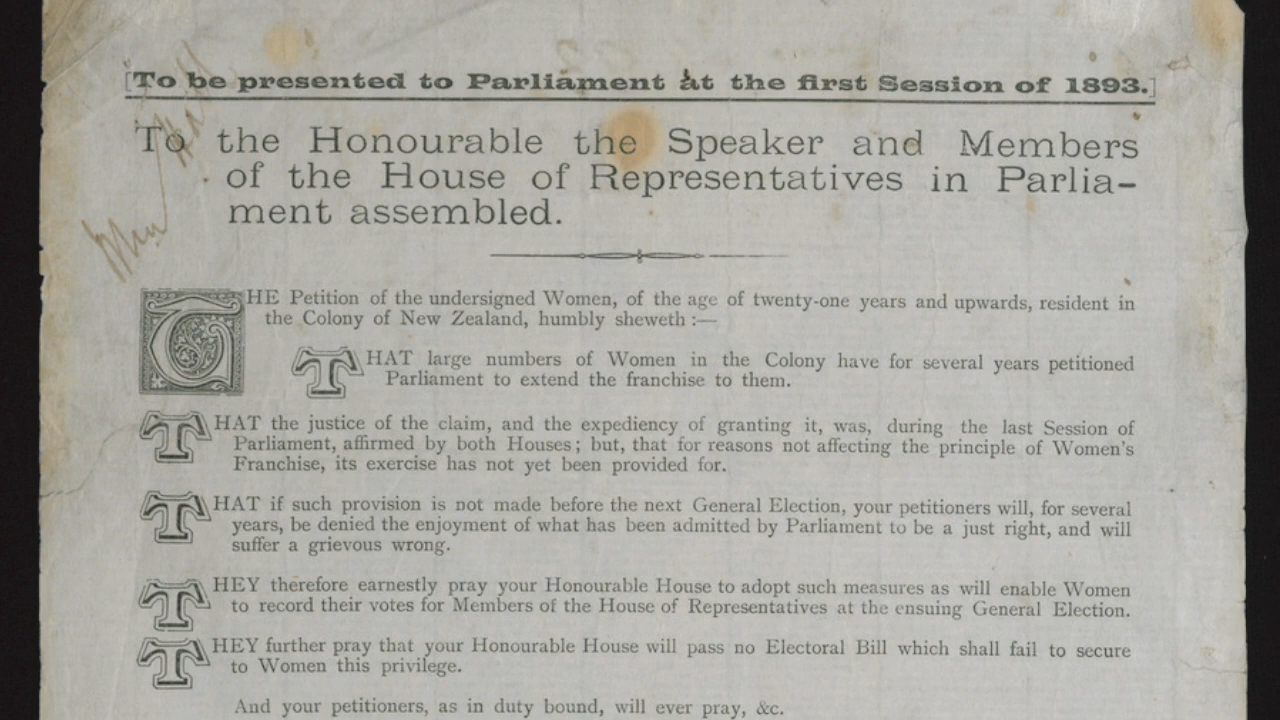 [To be presented to Parliament at the first Session of 1893.]
To the Honourable the Speaker and Members
of the House of Representatives in Parlia-
ment assembled.
THE Petition of the undersigned Women, of the age of twenty-one years and upwards, resident in
the Colony of New Zealand, humbly sheweth :—
THAT large numbers of Women in the Colony have for several years petitioned
Parliament to extend the franchise to them.
THAT the justice of the claim, and the expediency of granting it, was, during the last Session of
Parliament, affirmed by both Houses; but, that for reasons not affecting the principle of Women's
Franchise, its exercise has not yet been provided for.
THAT if such provision is not made before the next General Election, your petitioners will, for several
years, be denied the enjoyment of what has been admitted by Parliament to be a just right, and will
suffer a grievous wrong.
THEY therefore earnestly pray your Honourable House to adopt such measures as will enable Women
to record their votes for Members of the House of Representatives at the ensuing General Election.
THEY further pray that your Honourable House will pass no Electoral Bill which shall fail to secure
to Women this privilege.
And your petitioners, as in duty bound, will ever pray, &c.